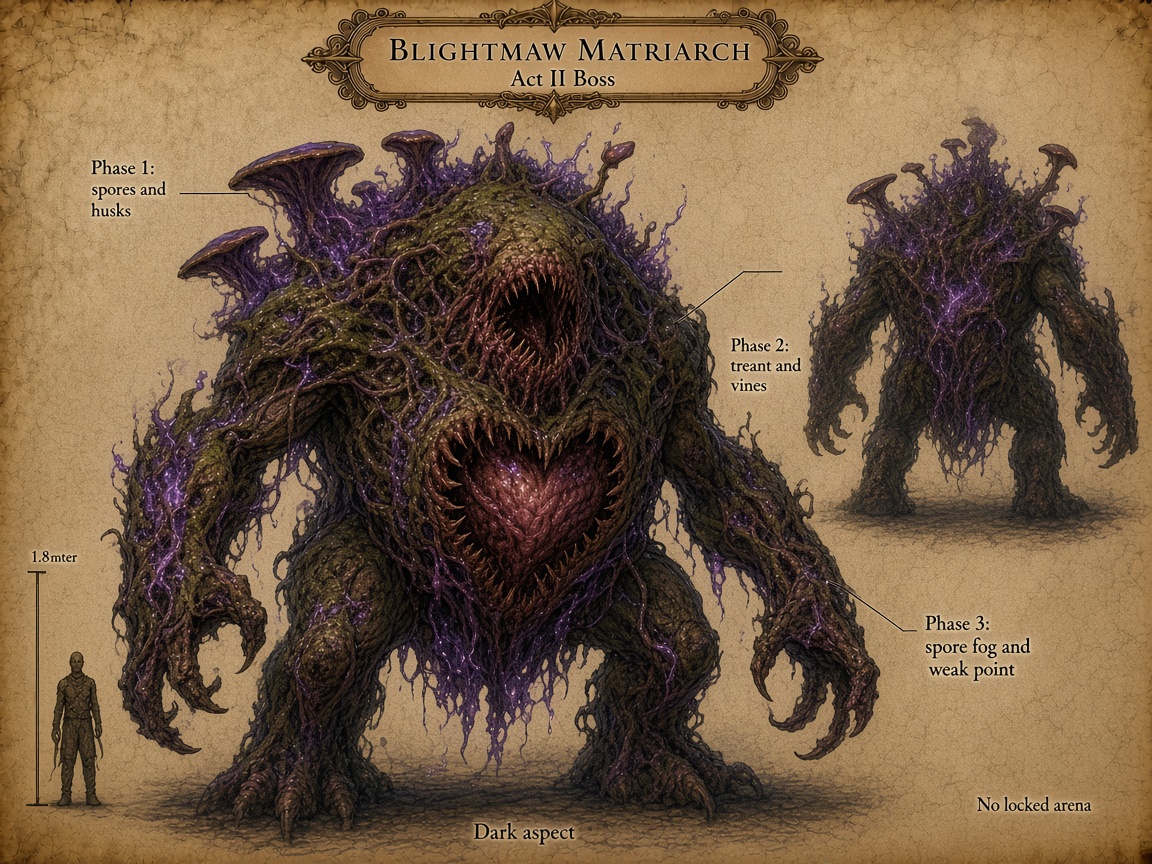 BLIGHTMAW MATRIARCH
Act II Boss
Phase 1:
spores and
husks
Phase 2:
treant and
vines
1.8mter
Phase 3:
spore fog and
weak point
No locked arena
Dark aspect